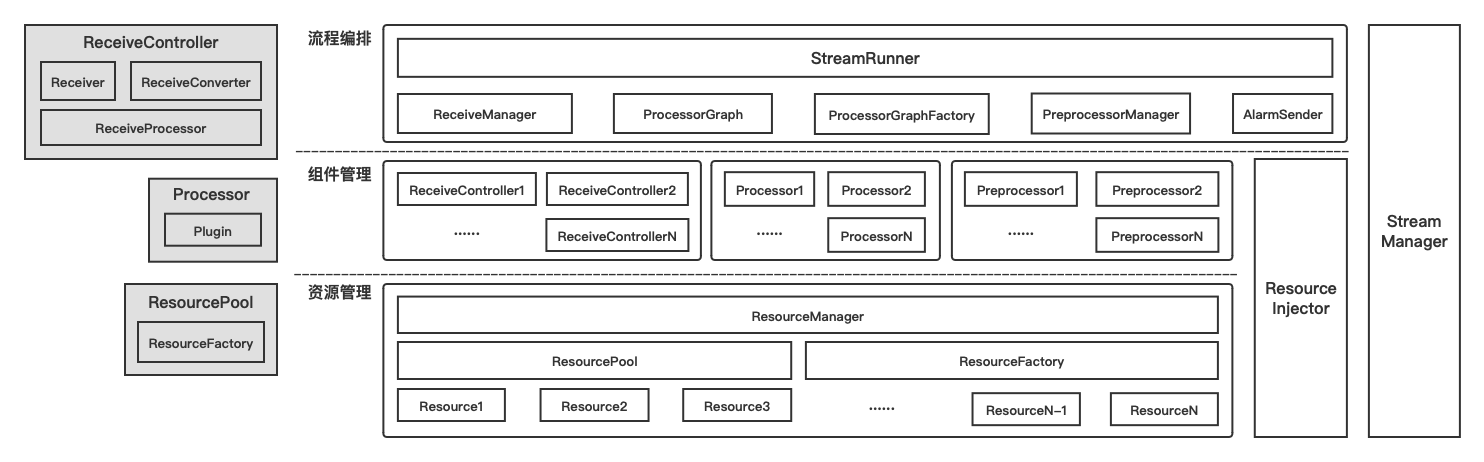 ReceiveController
Receiver
ReceiveConverter
ReceiveProcessor
Processor
Plugin
ResourcePool
ResourceFactory
流程编排
StreamRunner
ReceiveManager
ProcessorGraph
ProcessorGraphFactory
PreprocessorManager
AlarmSender
组件管理
ReceiveController1
ReceiveController2
......
ReceiveControllerN
Processor1
Processor2
......
ProcessorN
Preprocessor1
Preprocessor2
......
PreprocessorN
资源管理
ResourceManager
ResourcePool
ResourceFactory
Resource1
Resource2
Resource3
......
ResourceN-1
ResourceN
Resource
Injector
Stream
Manager